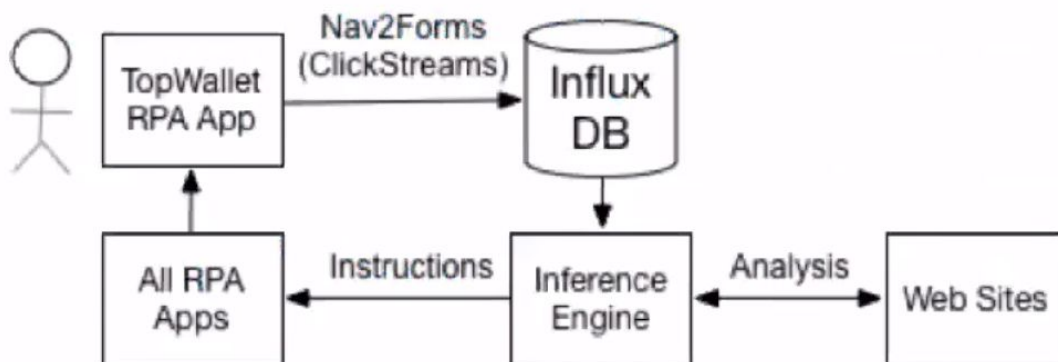 Nav2Forms
(ClickStreams)
TopWallet
RPA App
Influx
DB
All RPA
Apps
Instructions
Inference
Engine
Analysis
Web Sites